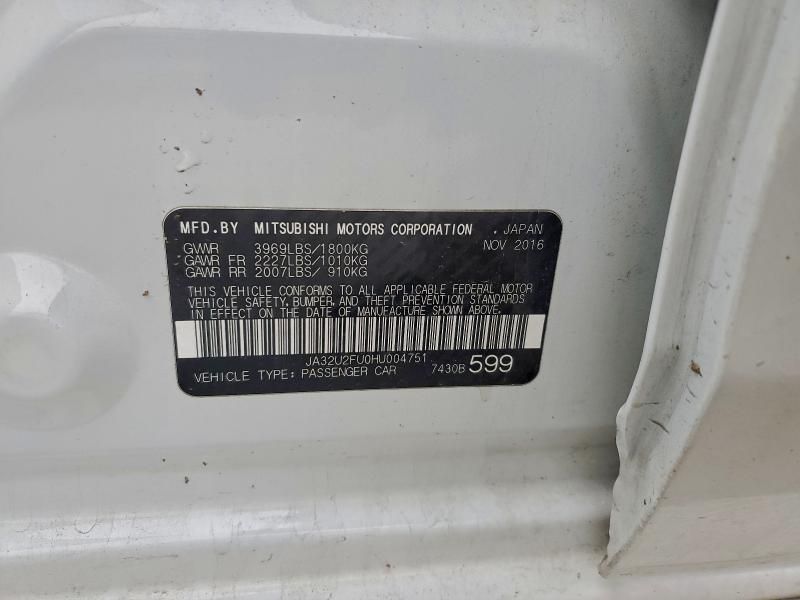 MFD.BY MITSUBISHI MOTORS CORPORATION . JAPAN
GVWR 3969LBS/1800KG NOV 2016
GAWR FR 2227LBS/1010KG
GAWR RR 2007LBS/ 910KG
THIS VEHICLE CONFORMS TO ALL APPLICABLE FEDERAL MOTOR
VEHICLE SAFETY, BUMPER, AND THEFT PREVENTION STANDARDS
IN EFFECT ON THE DATE OF MANUFACTURE SHOWN ABOVE.
JA32U2FU0HU004751
VEHICLE TYPE: PASSENGER CAR 7430B 599